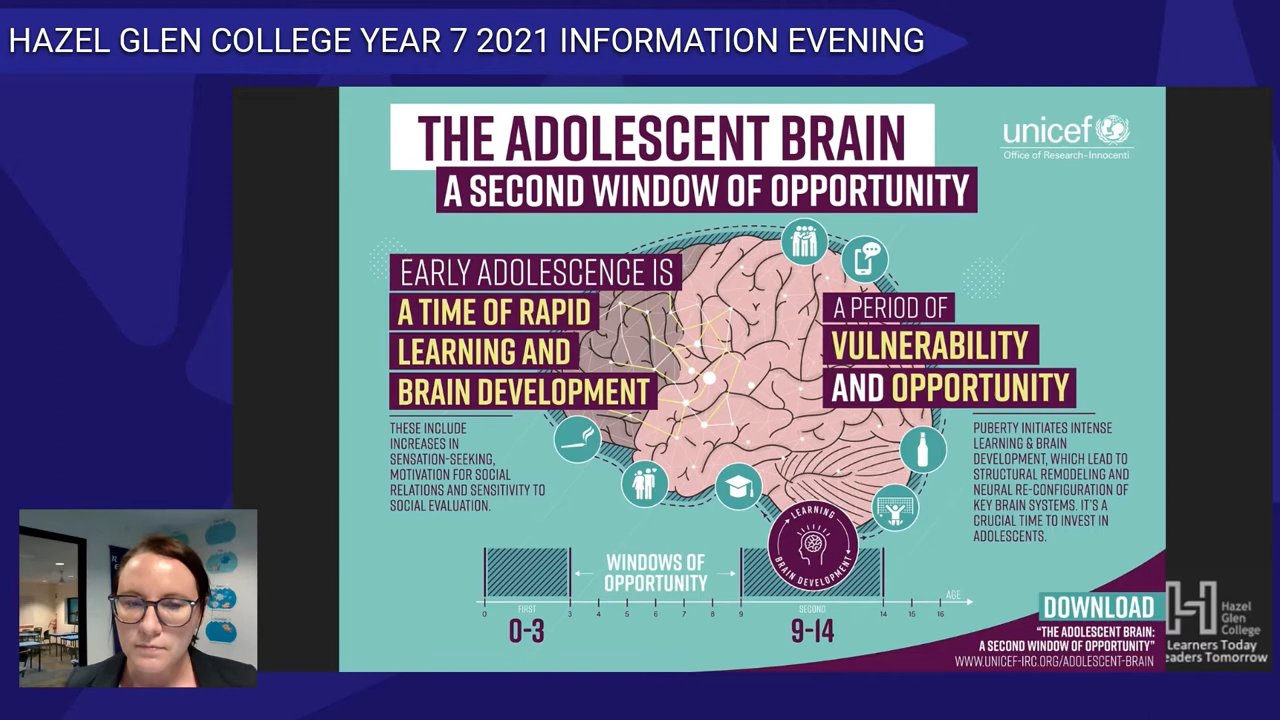 HAZEL GLEN COLLEGE YEAR 7 2021 INFORMATION EVENING
THE ADOLESCENT BRAIN
A SECOND WINDOW OF OPPORTUNITY
unicef
Office of Research-Innocenti
EARLY ADOLESCENCE IS
A TIME OF RAPID
LEARNING AND
BRAIN DEVELOPMENT
THESE INCLUDE
INCREASES IN
SENSATION-SEEKING,
MOTIVATION FOR SOCIAL
RELATIONS AND SENSITIVITY TO
SOCIAL EVALUATION.
A PERIOD OF
VULNERABILITY
AND OPPORTUNITY
PUBERTY INITIATES INTENSE
LEARNING & BRAIN
DEVELOPMENT, WHICH LEAD TO
STRUCTURAL REMODELING AND
NEURAL RE-CONFIGURATION OF
KEY BRAIN SYSTEMS. IT'S A
CRUCIAL TIME TO INVEST IN
ADOLESCENTS.
LEARNING
BRAIN DEVELOPMENT
WINDOWS OF
OPPORTUNITY
AGE
0 3 4 5 6 7 8 9 14 15 16
FIRST
0-3
SECOND
9-14
DOWNLOAD
"THE ADOLESCENT BRAIN:
A SECOND WINDOW OF OPPORTUNITY"
WWW.UNICEF-IRC.ORG/ADOLESCENT-BRAIN
Hazel
Glen
College
Learners Today
eaders Tomorrow